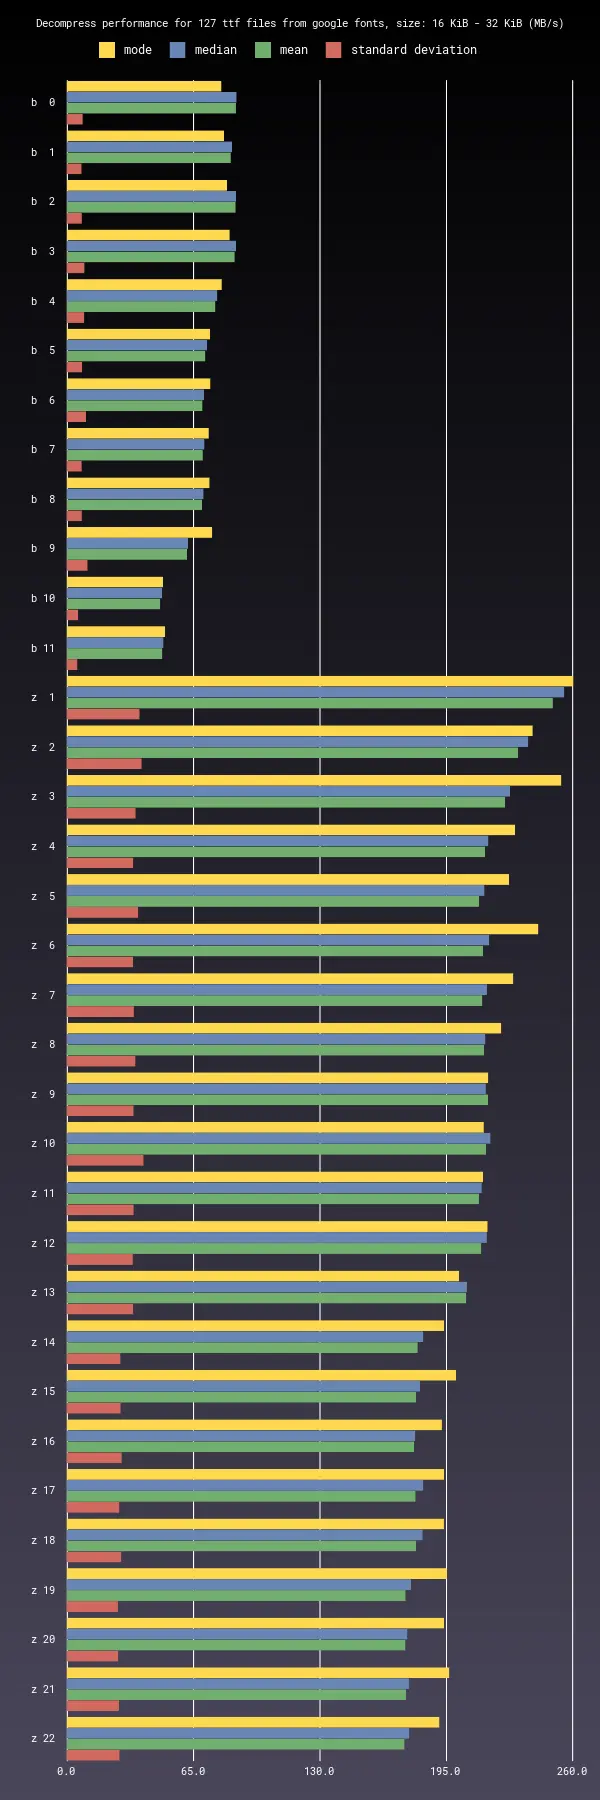 Decompress performance for 127 ttf files from google fonts, size: 16 KiB - 32 KiB (MB/s)
mode median mean standard deviation
b 0
b 1
b 2
b 3
b 4
b 5
b 6
b 7
b 8
b 9
b 10
b 11
z 1
z 2
z 3
z 4
z 5
z 6
z 7
z 8
z 9
z 10
z 11
z 12
z 13
z 14
z 15
z 16
z 17
z 18
z 19
z 20
z 21
z 22
0.0 65.0 130.0 195.0 260.0